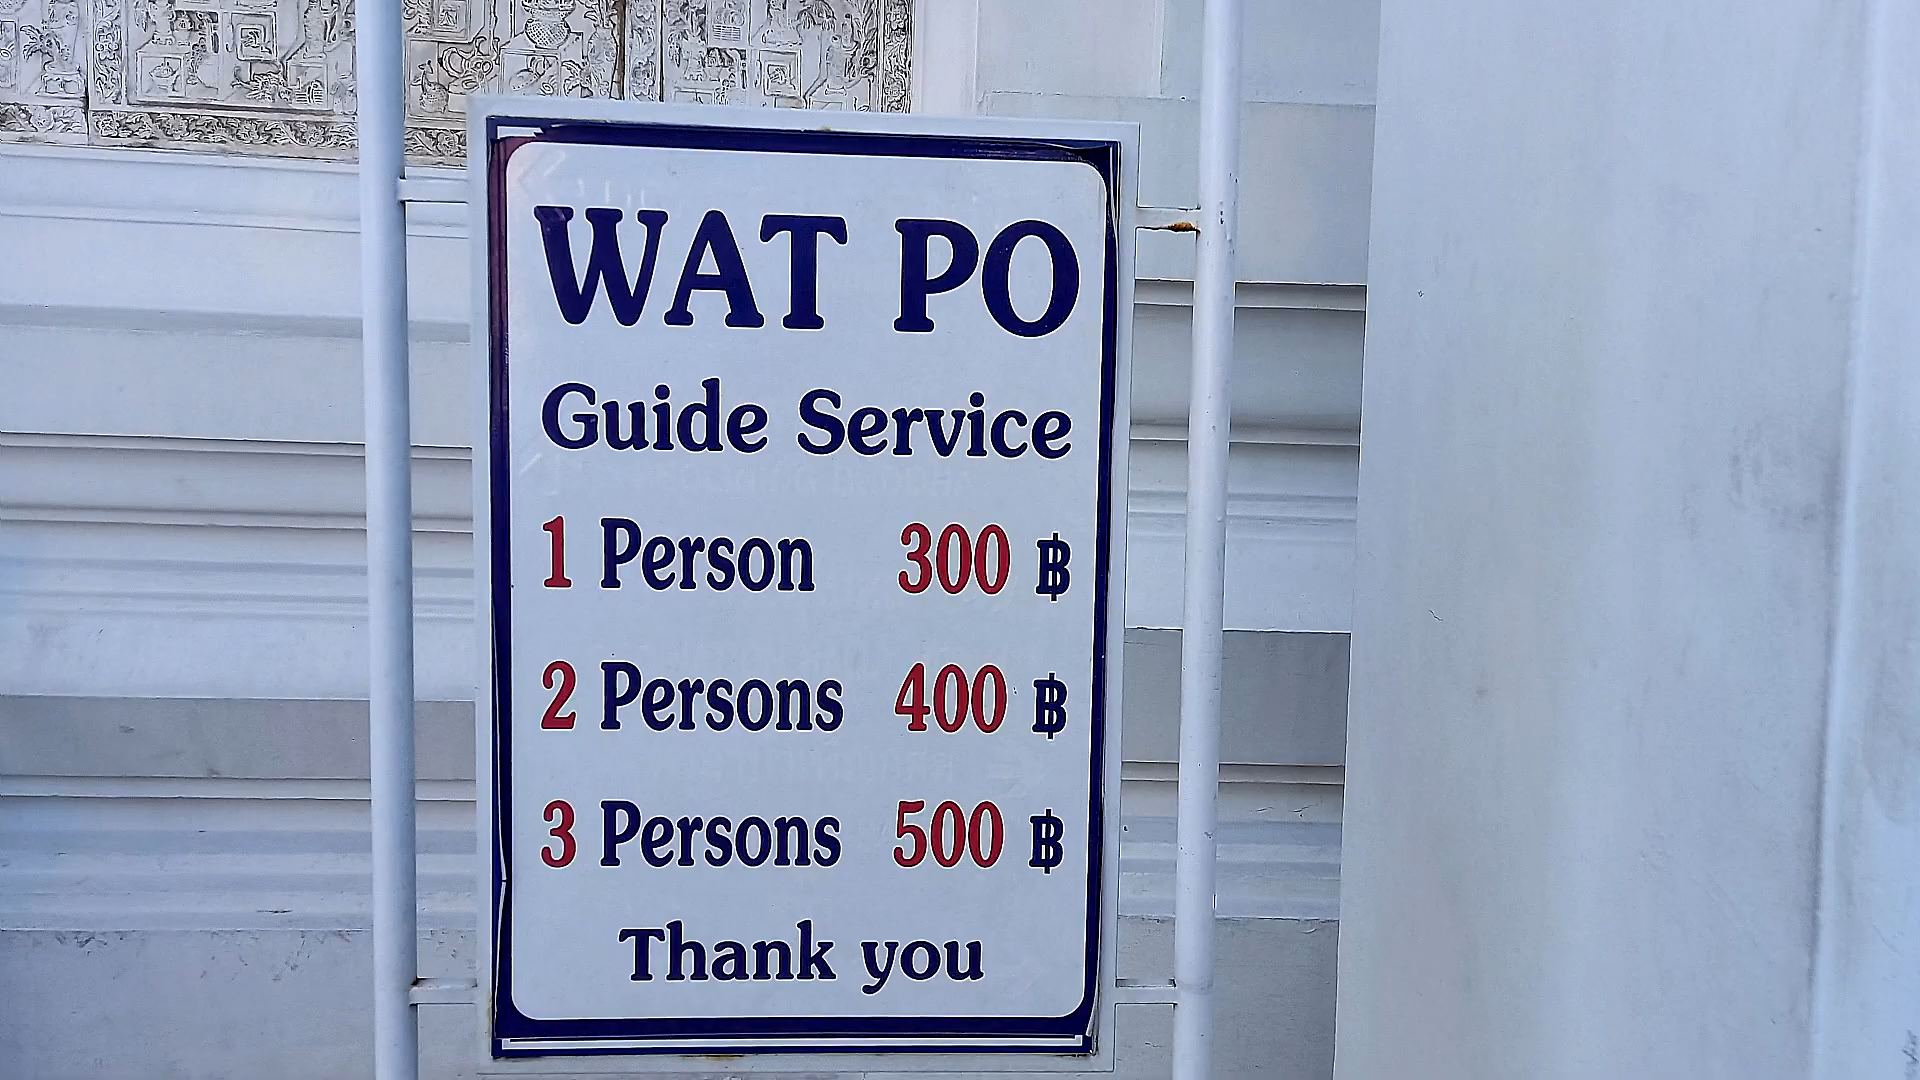 WAT PO
Guide Service
1 Person 300 ฿
2 Persons 400 ฿
3 Persons 500 ฿
Thank you